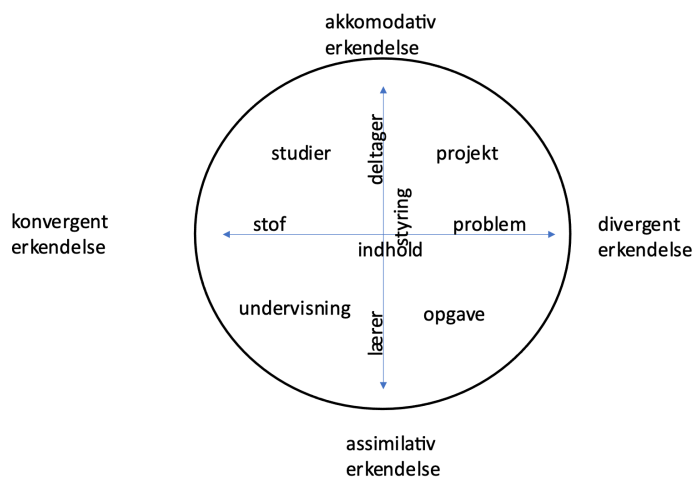 akkomodativ
erkendelse
deltager
studier
projekt
styring
konvergent
erkendelse
stof
problem
divergent
erkendelse
indhold
undervisning
lærer
opgave
assimilativ
erkendelse